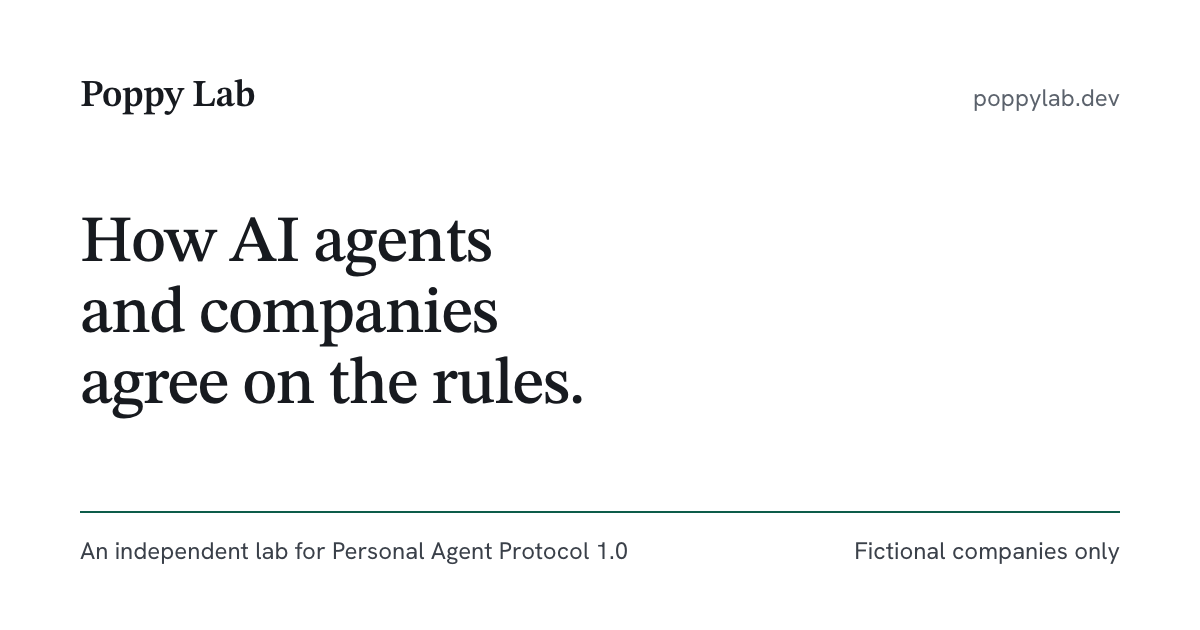 Poppy Lab
poppylab.dev
How AI agents
and companies
agree on the rules.
An independent lab for Personal Agent Protocol 1.0
Fictional companies only